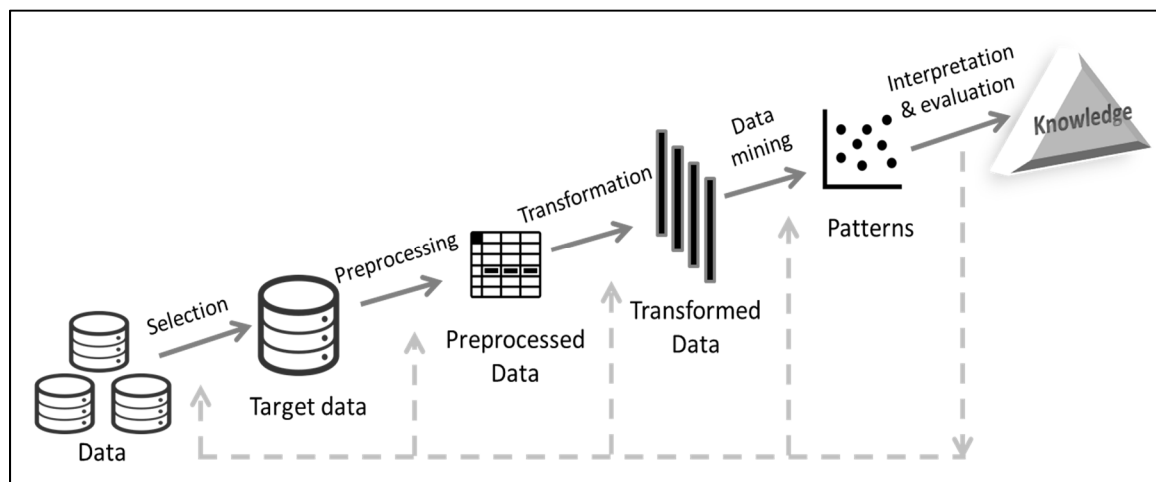 Data
Selection
Target data
Preprocessing
Preprocessed
Data
Transformation
Transformed
Data
Data
mining
Patterns
Interpretation
& evaluation
Knowledge